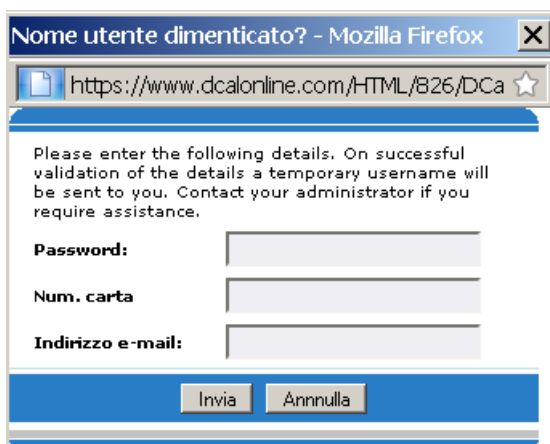 Nome utente dimenticato? - Mozilla Firefox
https://www.dcalonline.com/HTML/826/DCa
Please enter the following details. On successful
validation of the details a temporary username will
be sent to you. Contact your administrator if you
require assistance.
Password:
Num. carta
Indirizzo e-mail:
Invia Annnulla